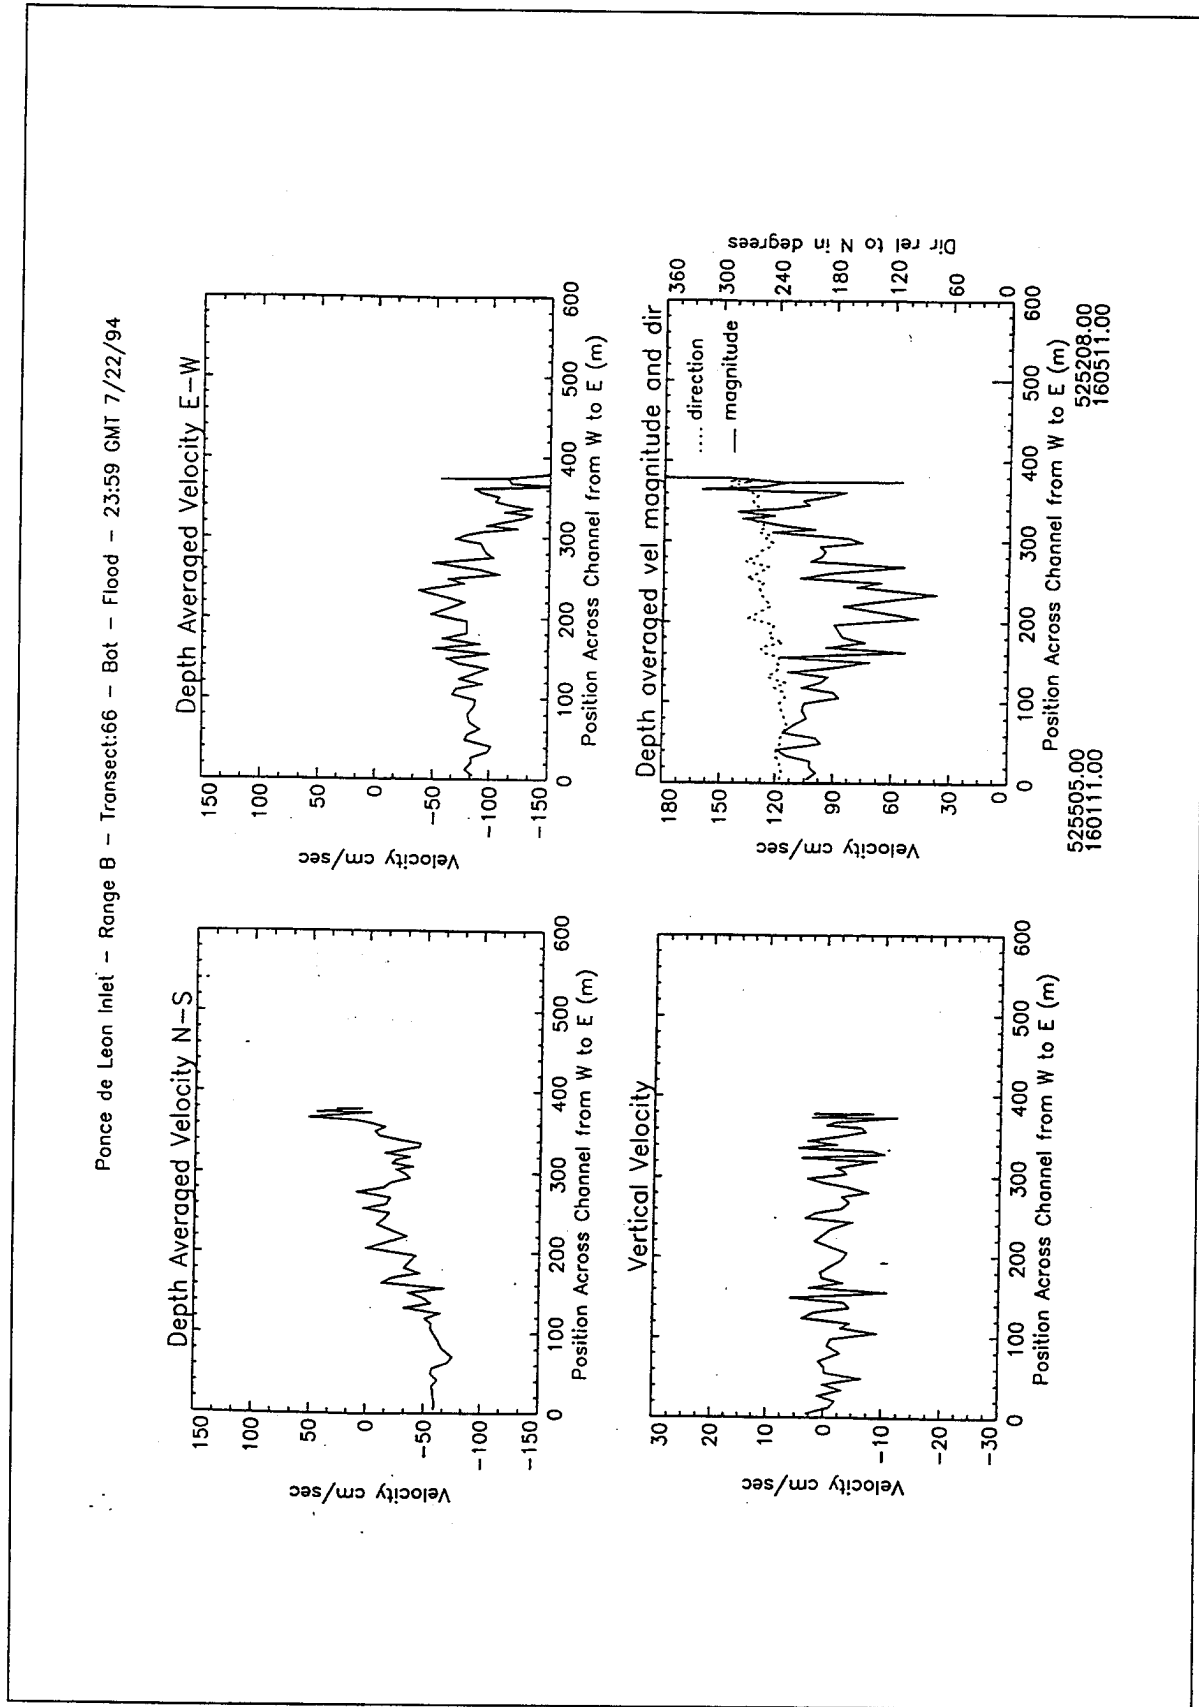 Ponce de Leon Inlet - Range B - Transect:66 - Bot - Flood - 23:59 GMT 7/22/94
Depth Averaged Velocity N-S
150
100
50
0
-50
-100
-150
Velocity cm/sec
0 100 200 300 400 500 600
Position Across Channel from W to E (m)
Depth Averaged Velocity E-W
150
100
50
0
-50
-100
-150
Velocity cm/sec
0 100 200 300 400 500 600
Position Across Channel from W to E (m)
Vertical Velocity
30
20
10
0
-10
-20
-30
Velocity cm/sec
0 100 200 300 400 500 600
Position Across Channel from W to E (m)
Depth averaged vel magnitude and dir
180
150
120
90
60
30
0
Velocity cm/sec
direction
magnitude
360
300
240
180
120
60
0
Dir rel to N in degrees
0 100 200 300 400 500 600
Position Across Channel from W to E (m)
525505.00 525208.00
160111.00 160511.00